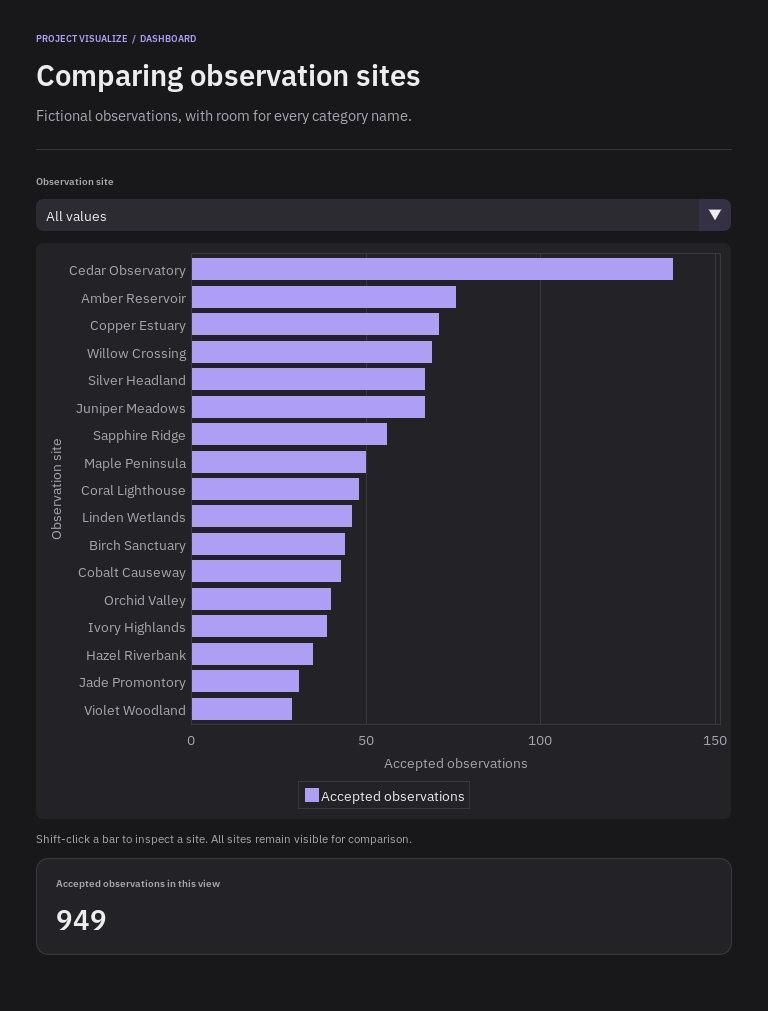 PROJECT VISUALIZE / DASHBOARD
Comparing observation sites
Fictional observations, with room for every category name.
Observation site
All values
Cedar Observatory
Amber Reservoir
Copper Estuary
Willow Crossing
Silver Headland
Juniper Meadows
Sapphire Ridge
Maple Peninsula
Coral Lighthouse
Linden Wetlands
Birch Sanctuary
Cobalt Causeway
Orchid Valley
Ivory Highlands
Hazel Riverbank
Jade Promontory
Violet Woodland
Observation site
0 50 100 150
Accepted observations
Accepted observations
Shift-click a bar to inspect a site. All sites remain visible for comparison.
Accepted observations in this view
949